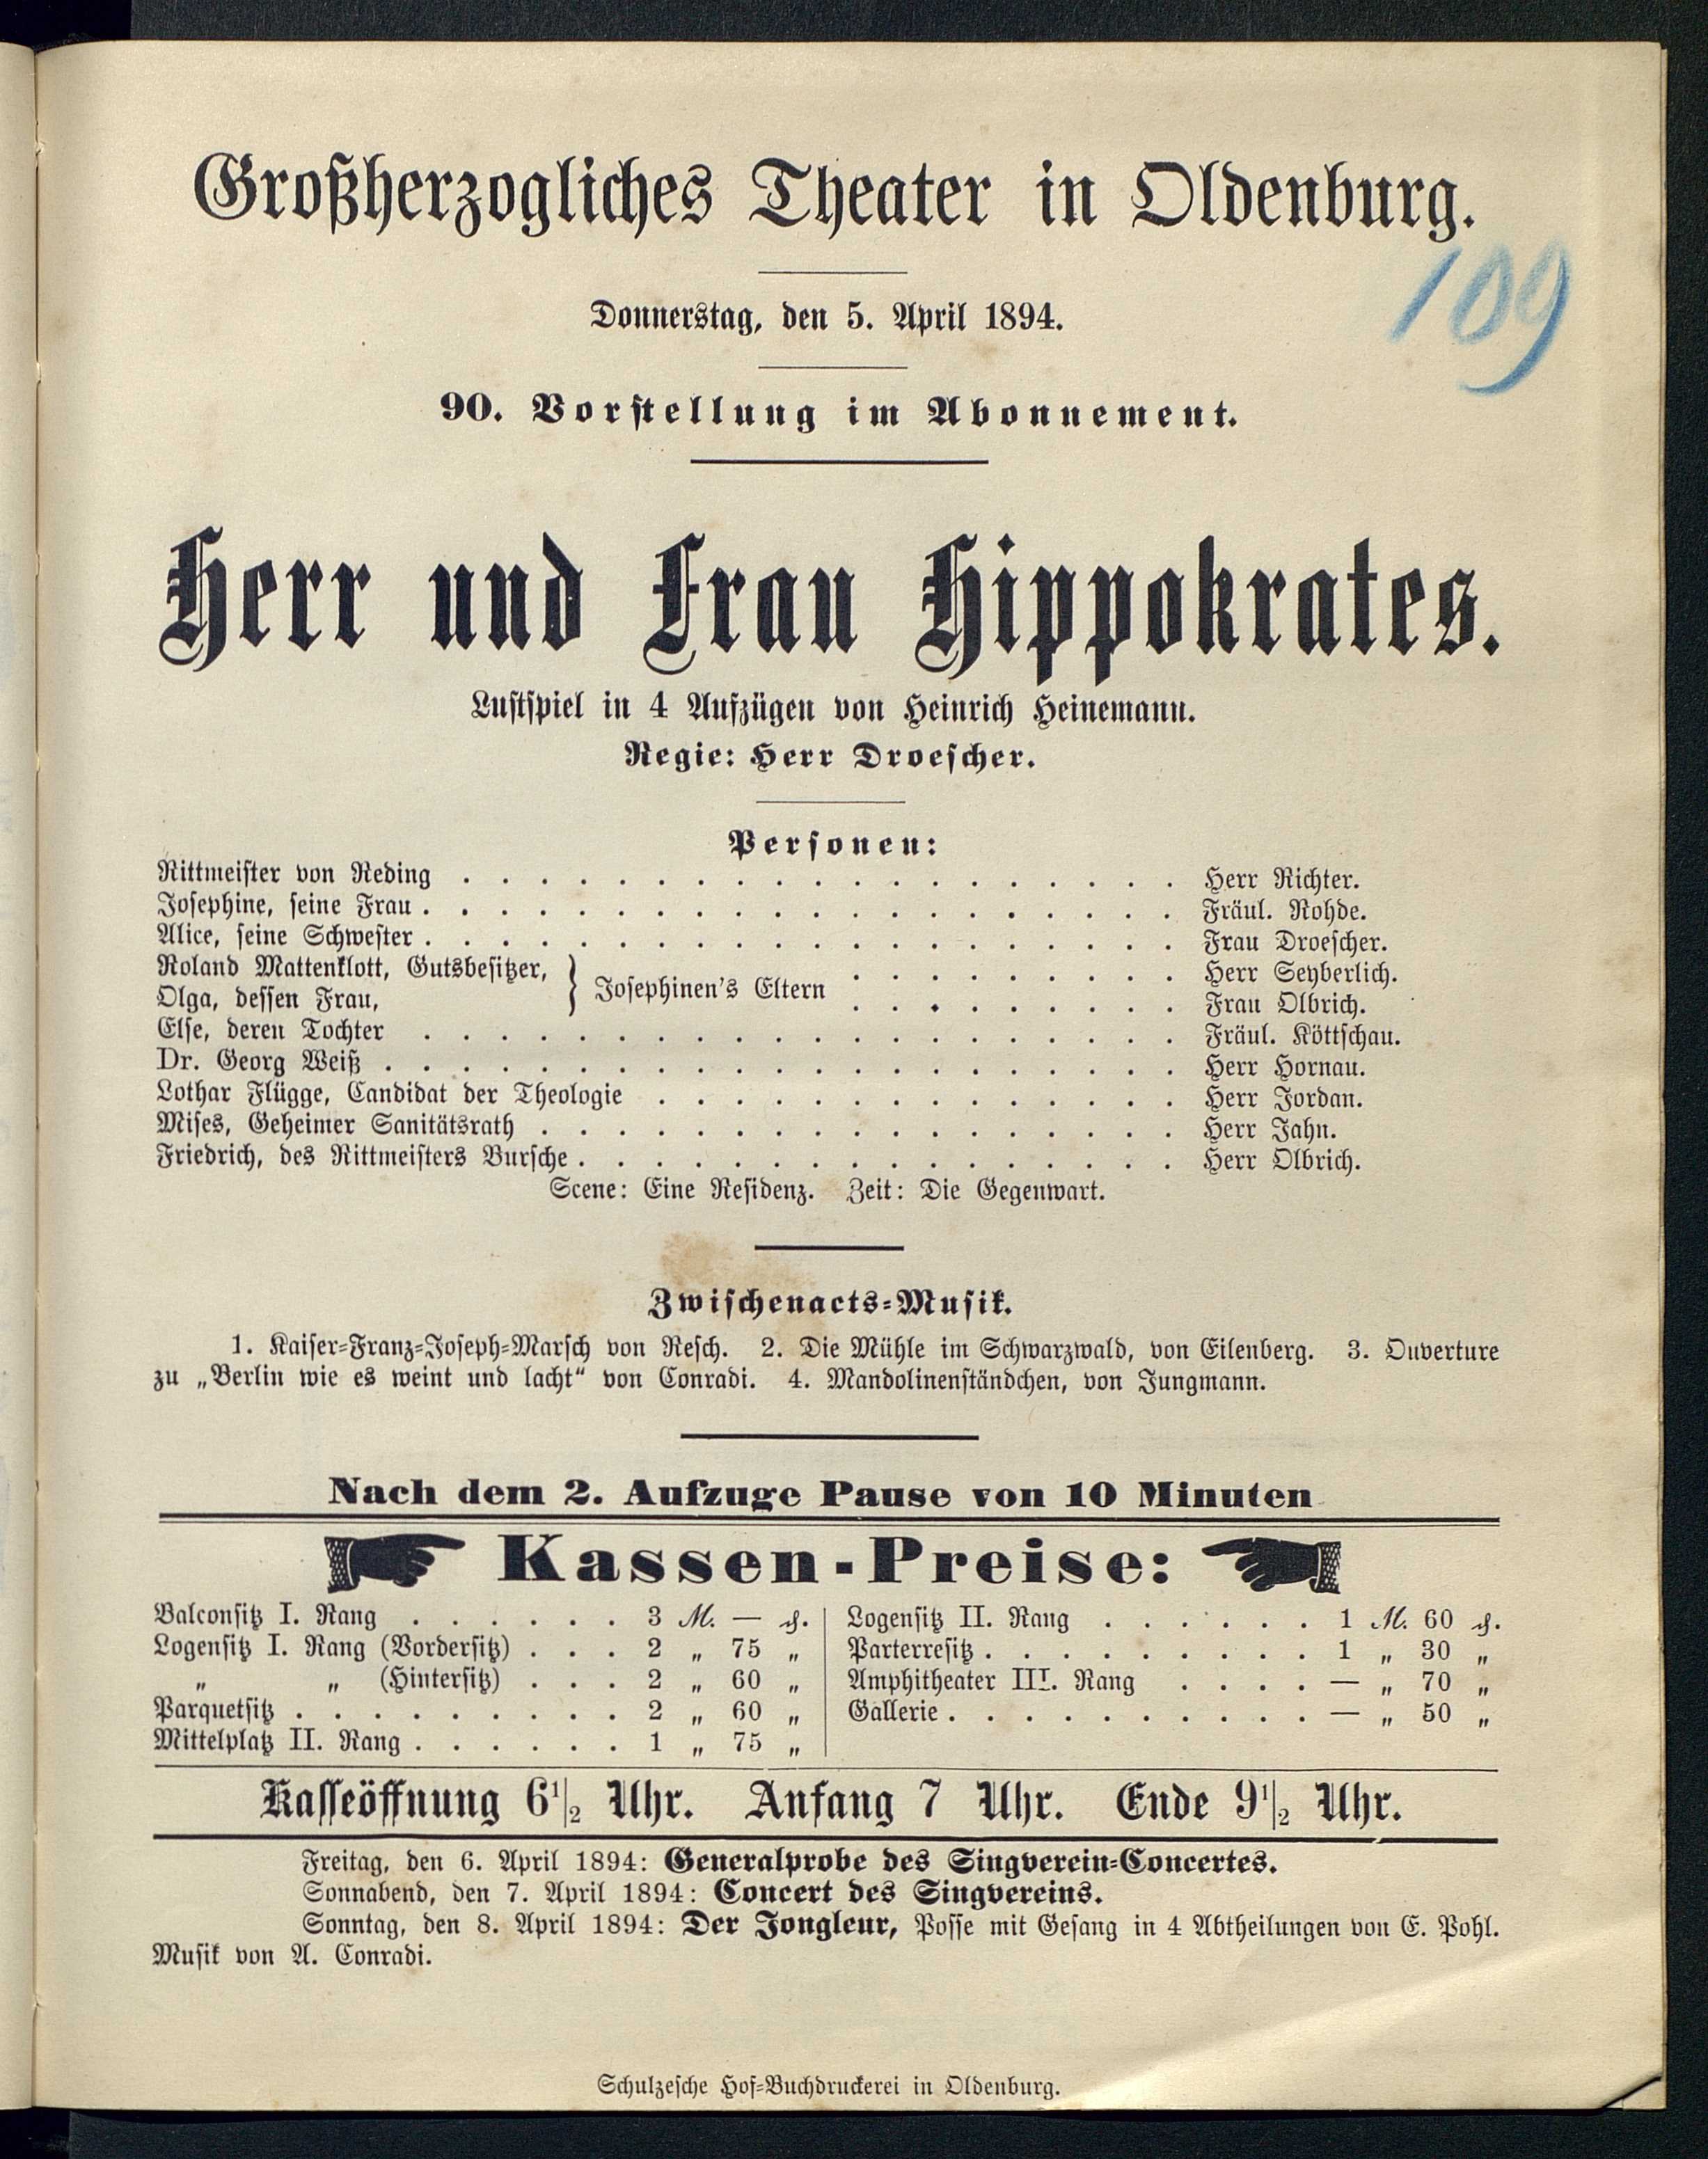 Großherzogliches Theater in Oldenburg.
109
Donnerstag, den 5. April 1894.
90. Vorstellung im Abonnement.
Herr und Frau Hippokrates.
Lustspiel in 4 Aufzügen von Heinrich Heinemann.
Regie: Herr Droescher.
Personen:
Rittmeister von Reding . . . . . . . . . . . . . . . . . . . Herr Richter.
Josephine, seine Frau . . . . . . . . . . . . . . . . . . . . Fräul. Rohde.
Alice, seine Schwester . . . . . . . . . . . . . . . . . . . . Frau Droescher.
Roland Mattenklott, Gutsbesitzer, } Josephinen's Eltern . . . . . . . . . Herr Seyberlich.
Olga, dessen Frau, . . . . . . . . . Frau Olbrich.
Else, deren Tochter . . . . . . . . . . . . . . . . . . . . Fräul. Köttschau.
Dr. Georg Weiß . . . . . . . . . . . . . . . . . . . . . Herr Hornau.
Lothar Flügge, Candidat der Theologie . . . . . . . . . . . . . . Herr Jordan.
Mises, Geheimer Sanitätsrath . . . . . . . . . . . . . . . . . Herr Jahn.
Friedrich, des Rittmeisters Bursche . . . . . . . . . . . . . . . . Herr Olbrich.
Scene: Eine Residenz. Zeit: Die Gegenwart.
Zwischenacts-Musik.
1. Kaiser-Franz-Joseph-Marsch von Resch. 2. Die Mühle im Schwarzwald, von Eilenberg. 3. Ouverture
zu „Berlin wie es weint und lacht“ von Conradi. 4. Mandolinenständchen, von Jungmann.
Nach dem 2. Aufzuge Pause von 10 Minuten
Kassen-Preise:
Balconsitz I. Rang . . . . . . 3 M. — ₰.
Logensitz I. Rang (Vordersitz) . . . 2 „ 75 „
„ „ (Hintersitz) . . . 2 „ 60 „
Parquetsitz . . . . . . . . . 2 „ 60 „
Mittelplatz II. Rang . . . . . . 1 „ 75 „
Logensitz II. Rang . . . . . . 1 M. 60 ₰.
Parterresitz . . . . . . . . . 1 „ 30 „
Amphitheater III. Rang . . . . — „ 70 „
Gallerie . . . . . . . . . . — „ 50 „
Kasseöffnung 6 1/2 Uhr. Anfang 7 Uhr. Ende 9 1/2 Uhr.
Freitag, den 6. April 1894: Generalprobe des Singverein-Concertes.
Sonnabend, den 7. April 1894: Concert des Singvereins.
Sonntag, den 8. April 1894: Der Jongleur, Posse mit Gesang in 4 Abtheilungen von E. Pohl.
Musik von A. Conradi.
Schulzesche Hof-Buchdruckerei in Oldenburg.